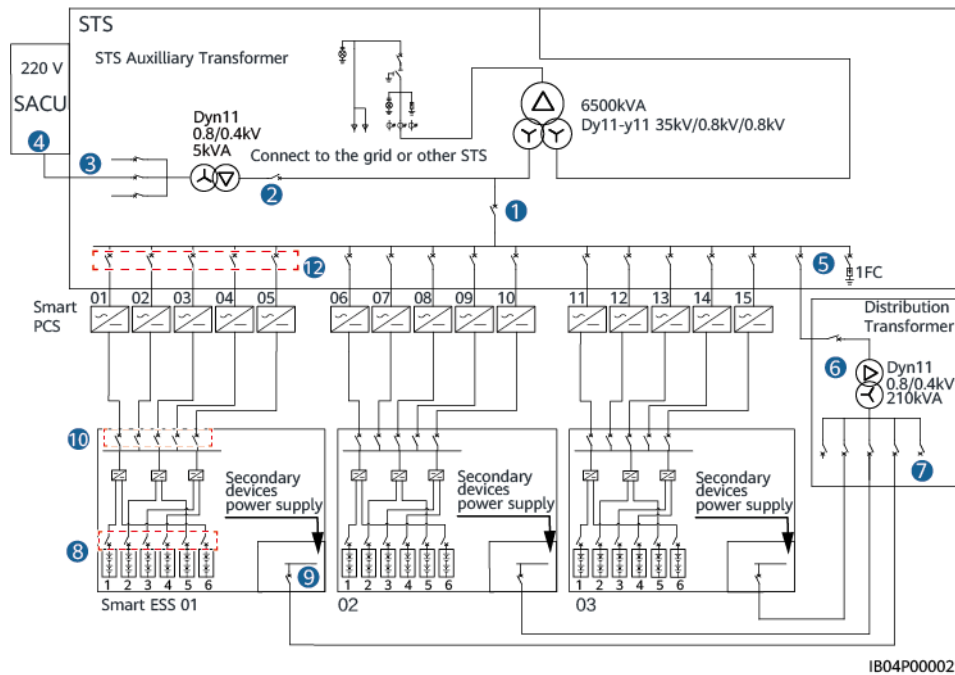 STS
220 V
SACU
4
STS Auxilliary Transformer
Dyn11
0.8/0.4kV
5kVA
3
2
Connect to the grid or other STS
6500kVA
Dy11-y11 35kV/0.8kV/0.8kV
1
12
5
1FC
Smart
PCS
01 02 03 04 05 06 07 08 09 10 11 12 13 14 15
Distribution
Transformer
6
Dyn11
0.8/0.4kV
210kVA
7
10
Secondary
devices
power supply
Secondary
devices
power supply
Secondary
devices
power supply
8
9
1 2 3 4 5 6
1 2 3 4 5 6
1 2 3 4 5 6
Smart ESS 01
02
03
IB04P00002